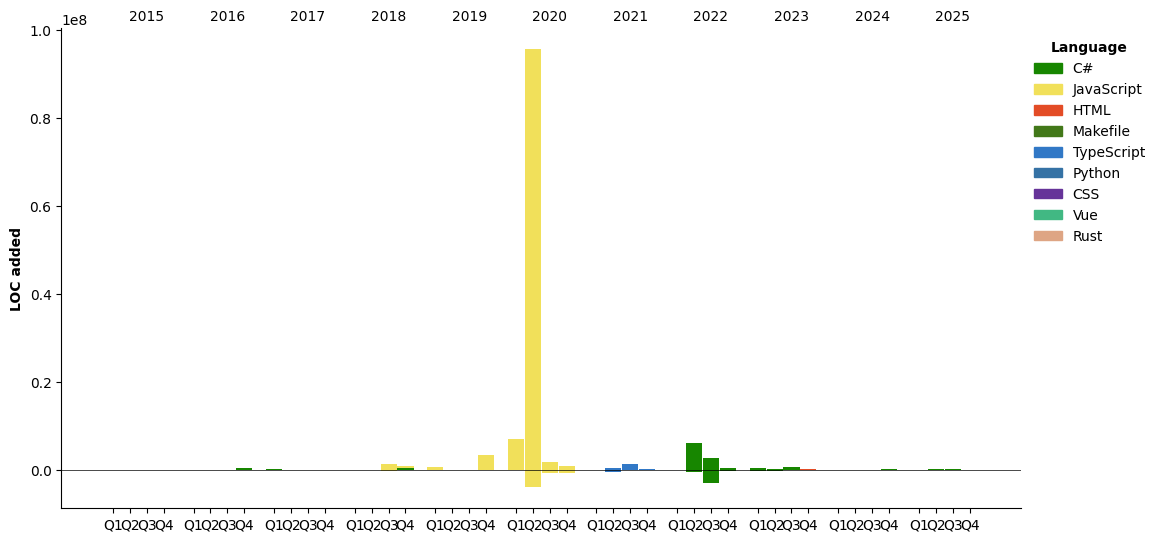 2015 2016 2017 2018 2019 2020 2021 2022 2023 2024 2025
1e8
1.0
0.8
0.6
0.4
0.2
0.0
LOC added
Q1Q2Q3Q4 Q1Q2Q3Q4 Q1Q2Q3Q4 Q1Q2Q3Q4 Q1Q2Q3Q4 Q1Q2Q3Q4 Q1Q2Q3Q4 Q1Q2Q3Q4 Q1Q2Q3Q4 Q1Q2Q3Q4 Q1Q2Q3Q4
Language
C#
JavaScript
HTML
Makefile
TypeScript
Python
CSS
Vue
Rust